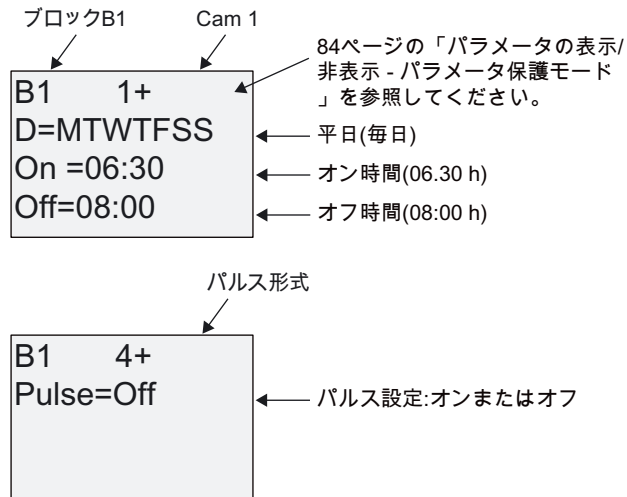 ブロックB1
Cam 1
84ページの「パラメータの表示/
非表示 - パラメータ保護モード
」を参照してください。
B1 1+
D=MTWTFSS
平日(毎日)
On =06:30
オン時間(06.30 h)
Off=08:00
オフ時間(08:00 h)
パルス形式
B1 4+
Pulse=Off
パルス設定:オンまたはオフ